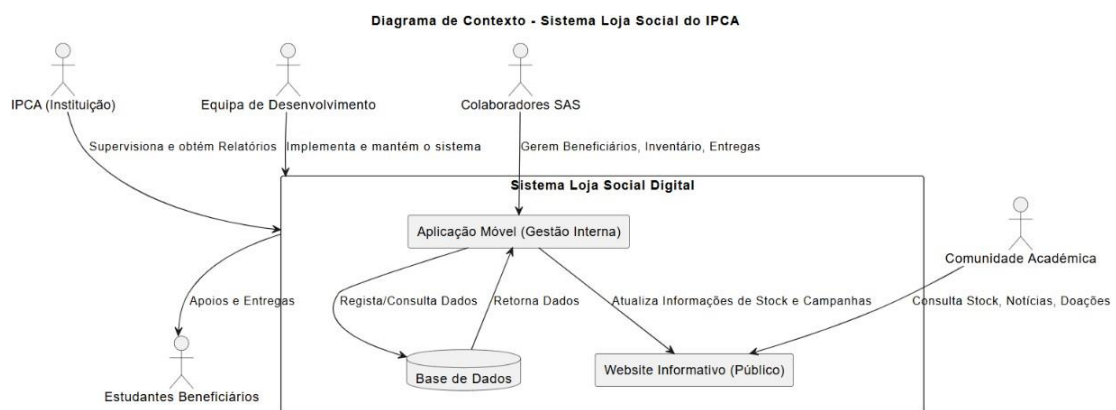 Diagrama de Contexto - Sistema Loja Social do IPCA
IPCA (Instituição)
Equipa de Desenvolvimento
Colaboradores SAS
Supervisiona e obtém Relatórios
Implementa e mantém o sistema
Gerem Beneficiários, Inventário, Entregas
Sistema Loja Social Digital
Aplicação Móvel (Gestão Interna)
Comunidade Académica
Apoios e Entregas
Regista/Consulta Dados
Retorna Dados
Atualiza Informações de Stock e Campanhas
Consulta Stock, Notícias, Doações
Estudantes Beneficiários
Base de Dados
Website Informativo (Público)